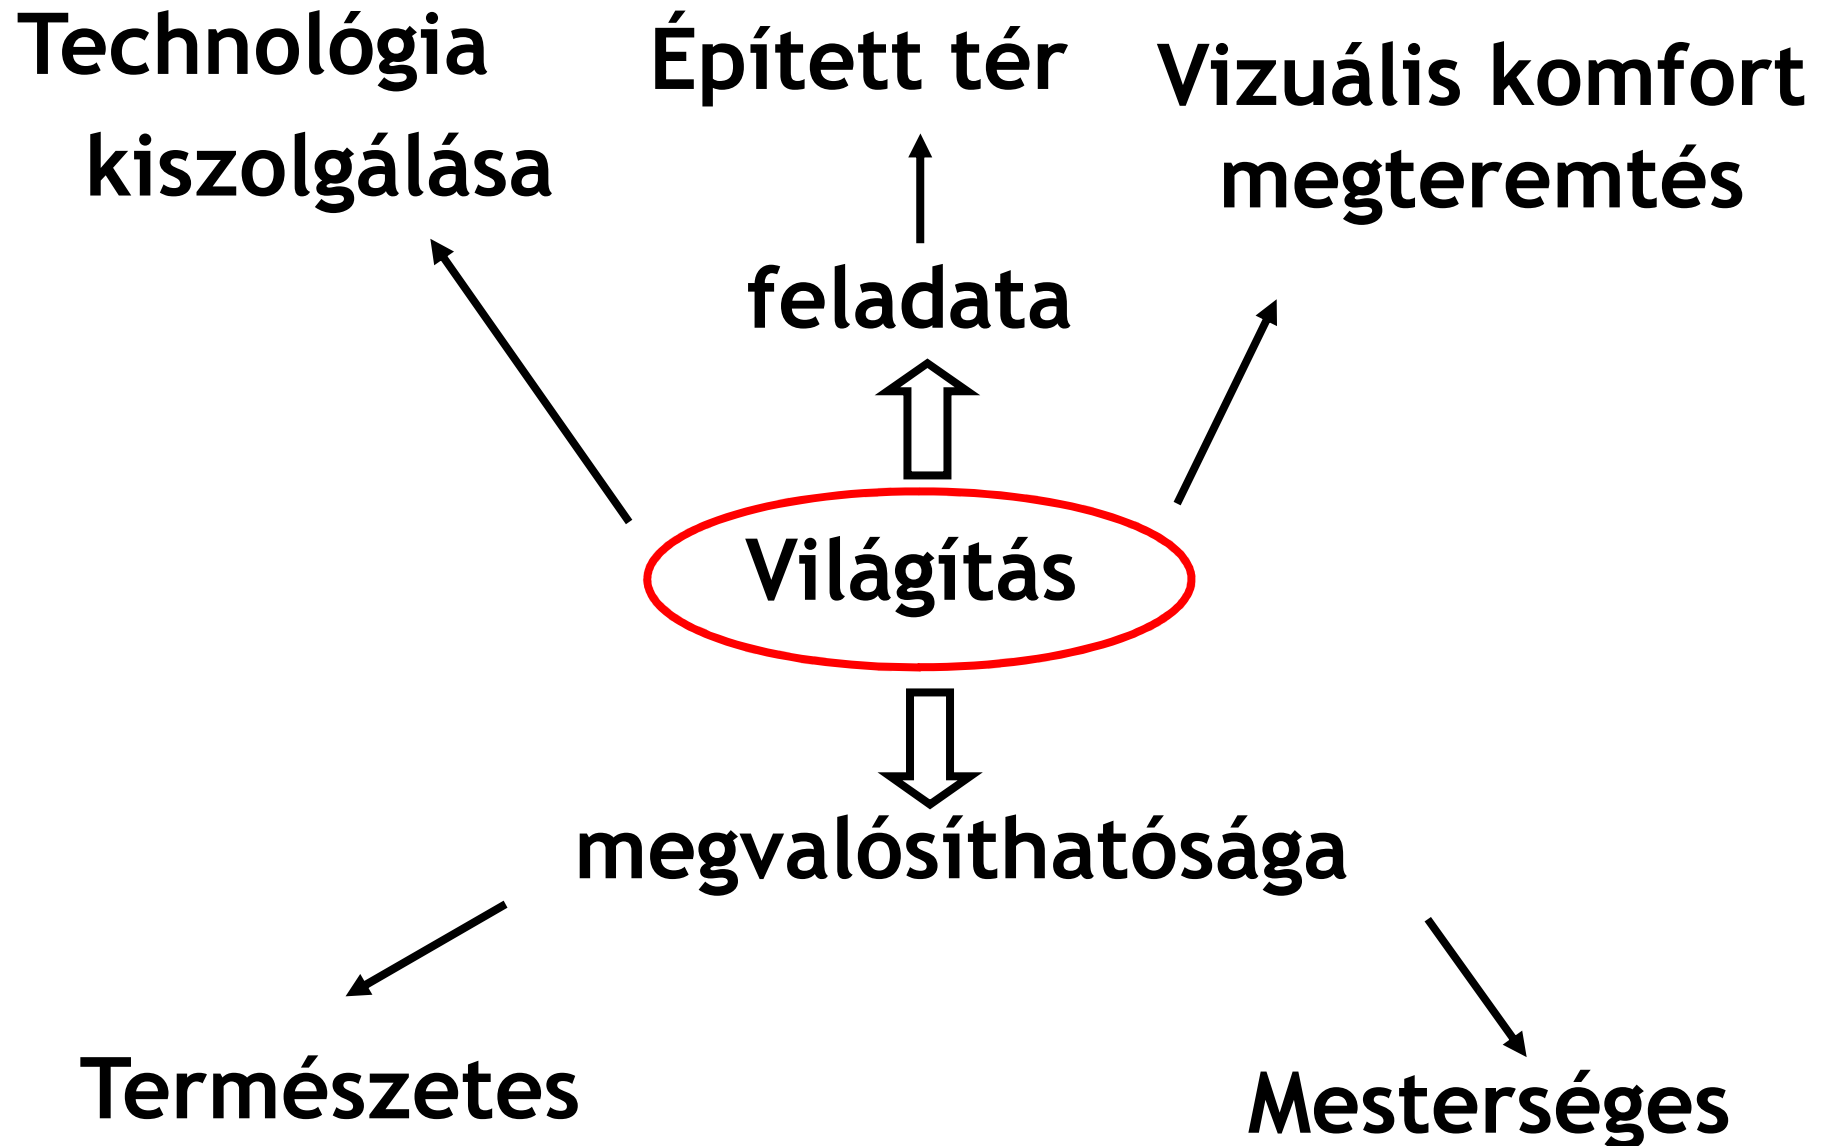 Technológia
kiszolgálása
Épített tér
Vizuális komfort
megteremtés
feladata
Világítás
megvalósíthatósága
Természetes
Mesterséges